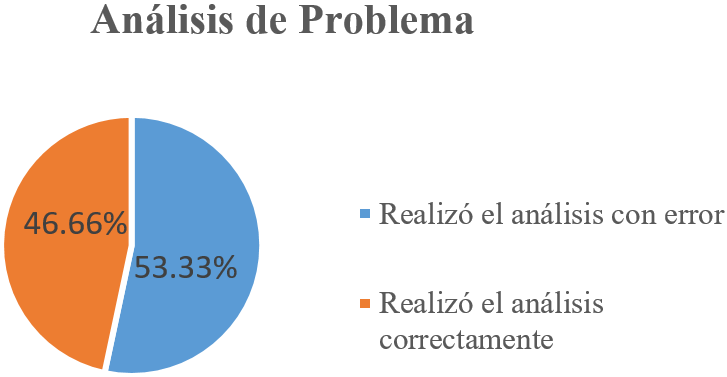 Análisis de Problema
46.66%
53.33%
Realizó el análisis con error
Realizó el análisis
correctamente